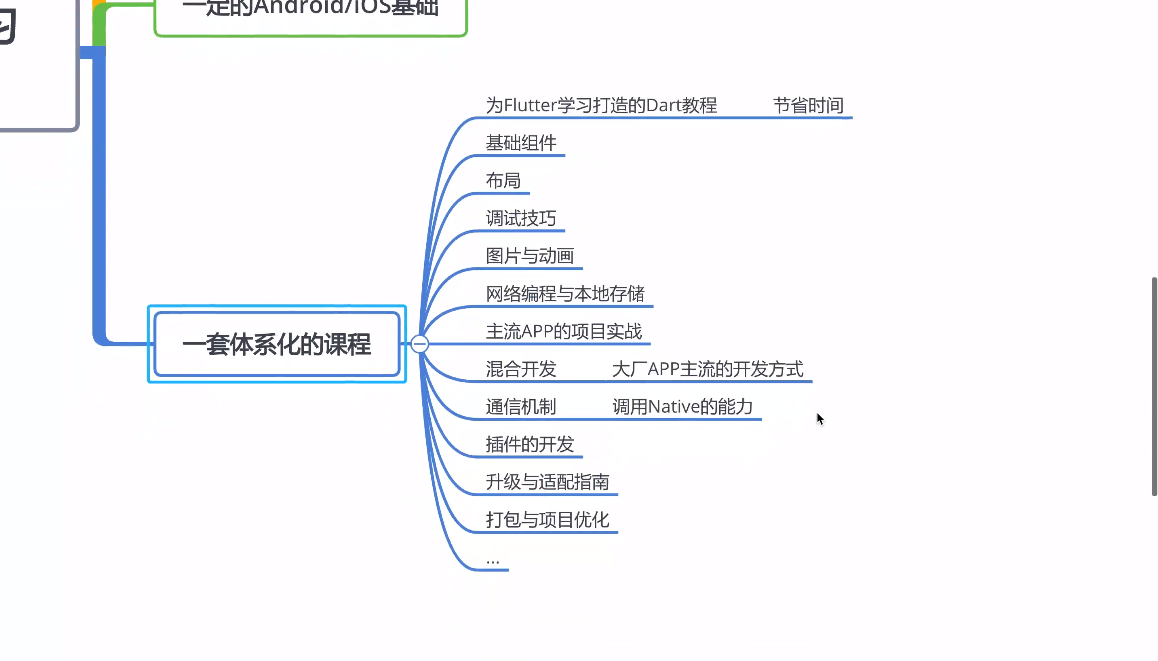 一定的Android/iOS基础
习
为Flutter学习打造的Dart教程 节省时间
基础组件
布局
调试技巧
图片与动画
网络编程与本地存储
主流APP的项目实战
一套体系化的课程
混合开发 大厂APP主流的开发方式
通信机制 调用Native的能力
插件的开发
升级与适配指南
打包与项目优化
...